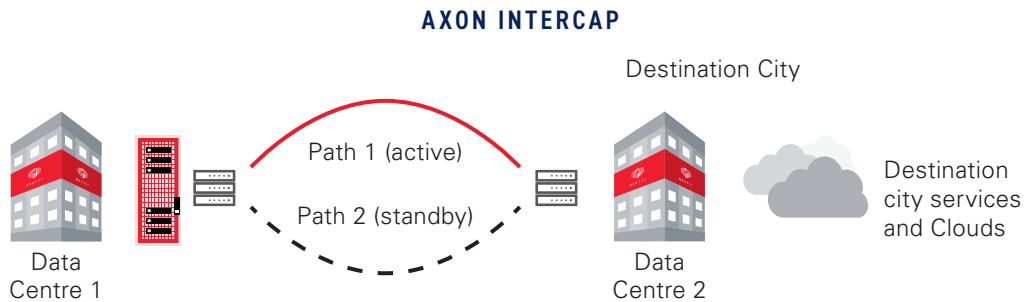 AXON INTERCAP
Destination City
Path 1 (active)
Path 2 (standby)
Destination
city services
and Clouds
Data
Centre 1
Data
Centre 2